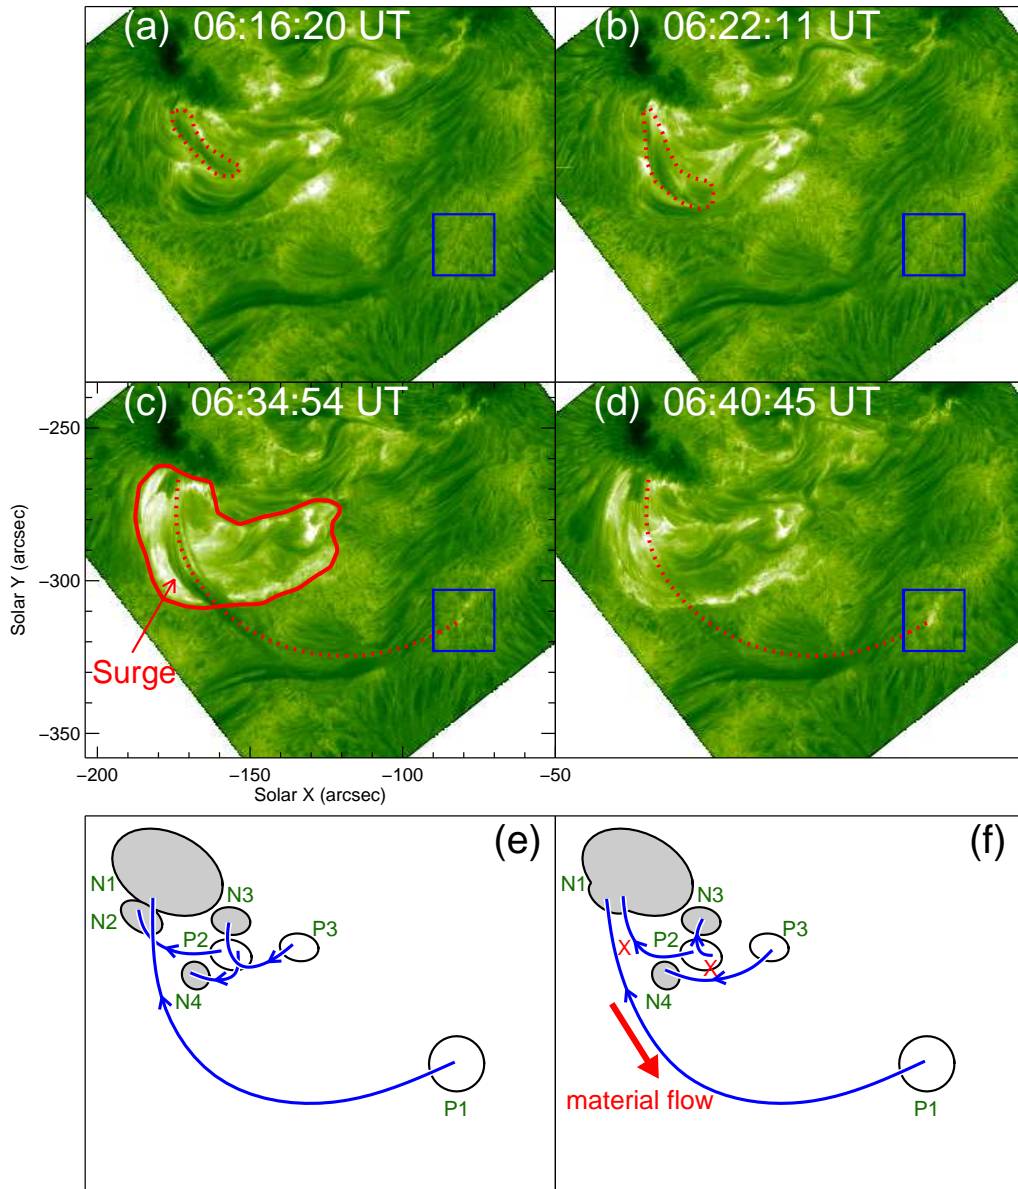 (a) 06:16:20 UT
(b) 06:22:11 UT
(c) 06:34:54 UT
(d) 06:40:45 UT
−250
−300
−350
Solar Y (arcsec)
Surge
−200
−150
−100
−50
Solar X (arcsec)
(e)
N1
N2
N3
P2
P3
N4
P1
(f)
N1
N3
P2
P3
X
X
N4
material flow
P1